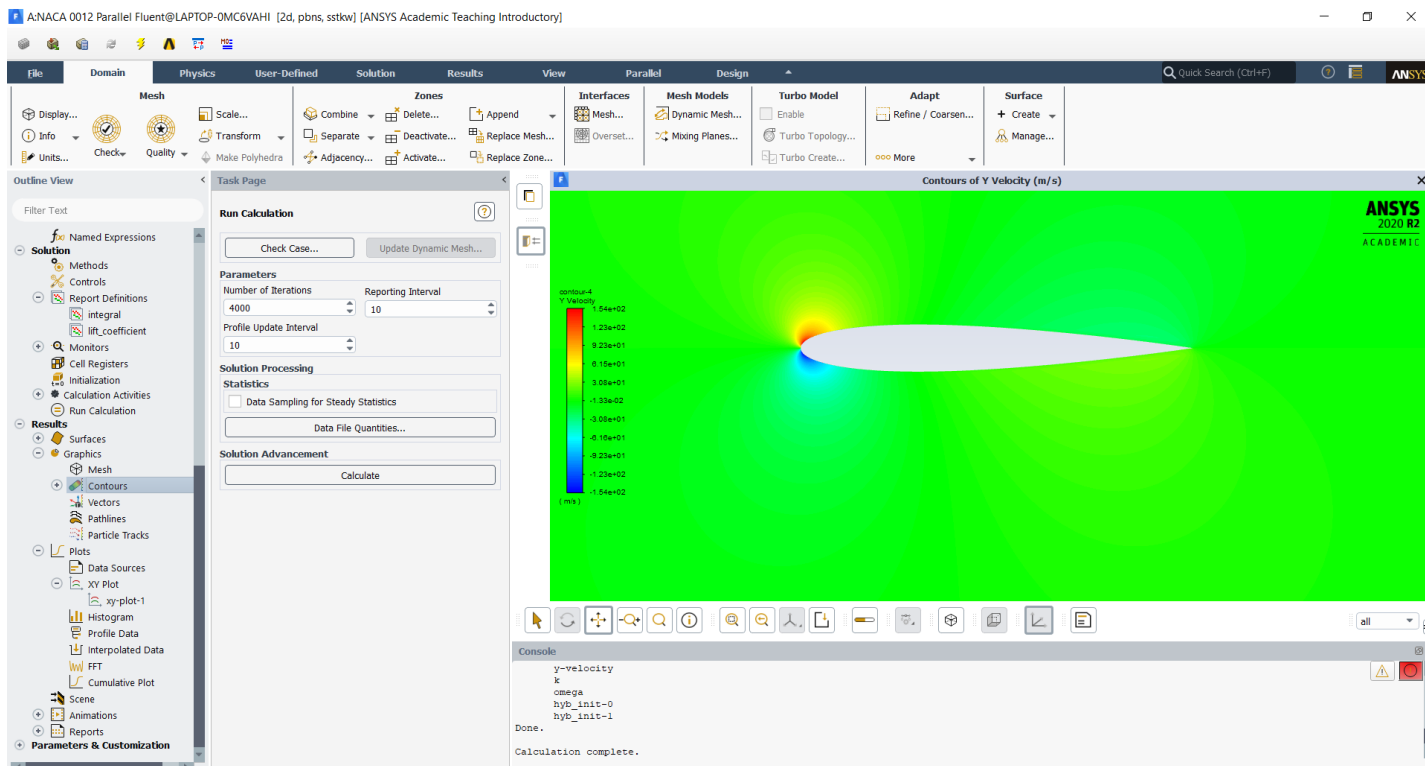 A:NACA 0012 Parallel Fluent@LAPTOP-0MC6VAHI [2d, pbns, sstkw] [ANSYS Academic Teaching Introductory]
File Domain Physics User-Defined Solution Results View Parallel Design
Quick Search (Ctrl+F)
ANSYS
Mesh
Display...
Info
Units...
Check
Quality
Scale...
Transform
Make Polyhedra
Zones
Combine
Delete...
Append
Separate
Deactivate...
Replace Mesh...
Adjacency...
Activate...
Replace Zone...
Interfaces
Mesh...
Overset...
Mesh Models
Dynamic Mesh...
Mixing Planes...
Turbo Model
Enable
Turbo Topology...
Turbo Create...
Adapt
Refine / Coarsen...
More
Surface
+ Create
Manage...
Outline View
Filter Text
Named Expressions
Solution
Methods
Controls
Report Definitions
integral
lift_coefficient
Monitors
Cell Registers
Initialization
Calculation Activities
Run Calculation
Results
Surfaces
Graphics
Mesh
Contours
Vectors
Pathlines
Particle Tracks
Plots
Data Sources
XY Plot
xy-plot-1
Histogram
Profile Data
Interpolated Data
FFT
Cumulative Plot
Scene
Animations
Reports
Parameters & Customization
Task Page
Run Calculation
Check Case...
Update Dynamic Mesh...
Parameters
Number of Iterations
Reporting Interval
4000
10
Profile Update Interval
10
Solution Processing
Statistics
Data Sampling for Steady Statistics
Data File Quantities...
Solution Advancement
Calculate
Contours of Y Velocity (m/s)
ANSYS
2020 R2
ACADEMIC
contour-4
Y Velocity
1.54e+02
1.23e+02
9.23e+01
6.15e+01
3.08e+01
-1.33e-02
-3.08e+01
-6.16e+01
-9.23e+01
-1.23e+02
-1.54e+02
( m/s )
all
Console
y-velocity
k
omega
hyb_init-0
hyb_init-1
Done.
Calculation complete.